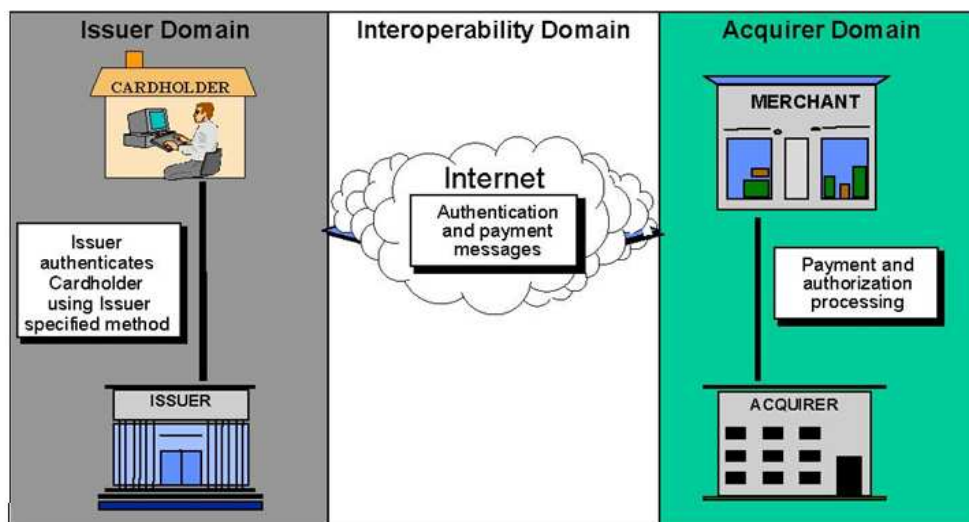 Issuer Domain
Interoperability Domain
Acquirer Domain
CARDHOLDER
Issuer
authenticates
Cardholder
using Issuer
specified method
ISSUER
Internet
Authentication
and payment
messages
MERCHANT
Payment and
authorization
processing
ACQUIRER